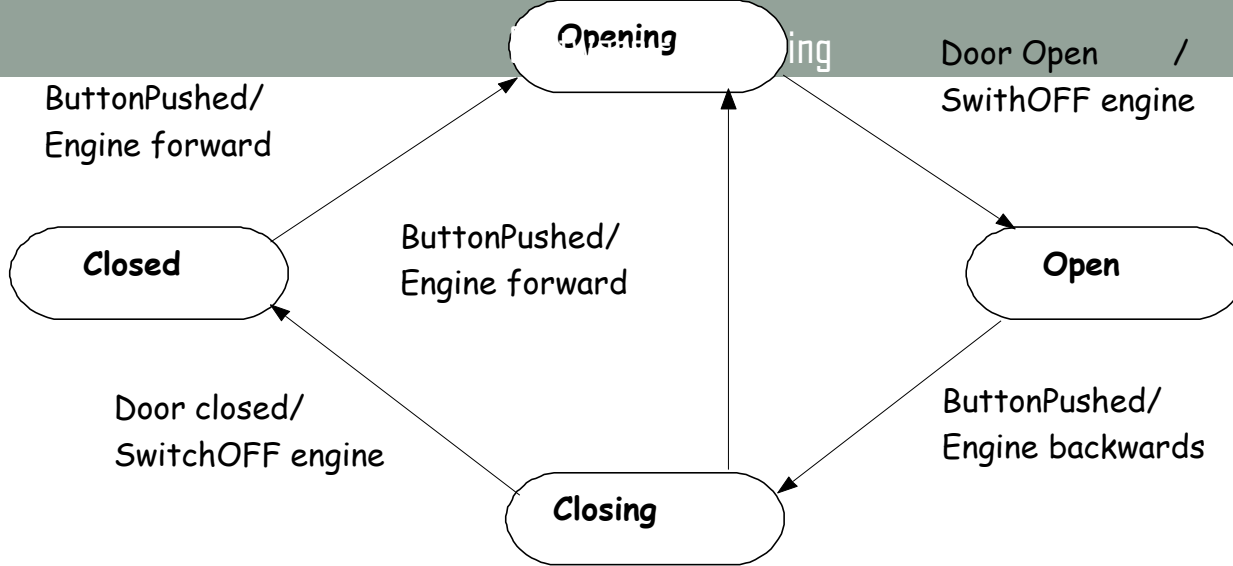 Opening
ing
Door Open /
SwithOFF engine
ButtonPushed/
Engine forward
ButtonPushed/
Engine forward
Closed
Open
Door closed/
SwitchOFF engine
ButtonPushed/
Engine backwards
Closing